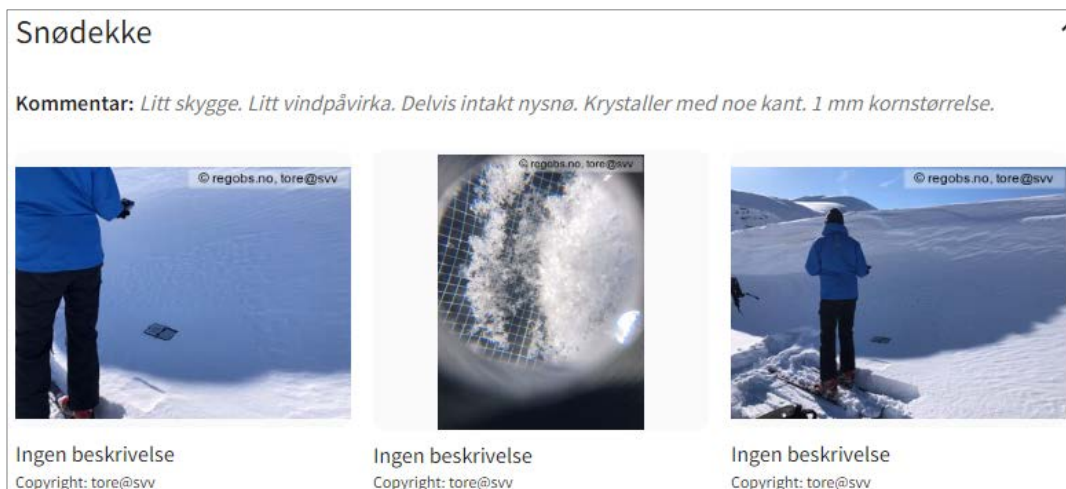 Snødekke
Kommentar: Litt skygge. Litt vindpåvirka. Delvis intakt nysnø. Krystaller med noe kant. 1 mm kornstørrelse.
© regobs.no, tore@svv
© regobs.no, tore@svv
© regobs.no, tore@svv
Ingen beskrivelse
Copyright: tore@svv
Ingen beskrivelse
Copyright: tore@svv
Ingen beskrivelse
Copyright: tore@svv